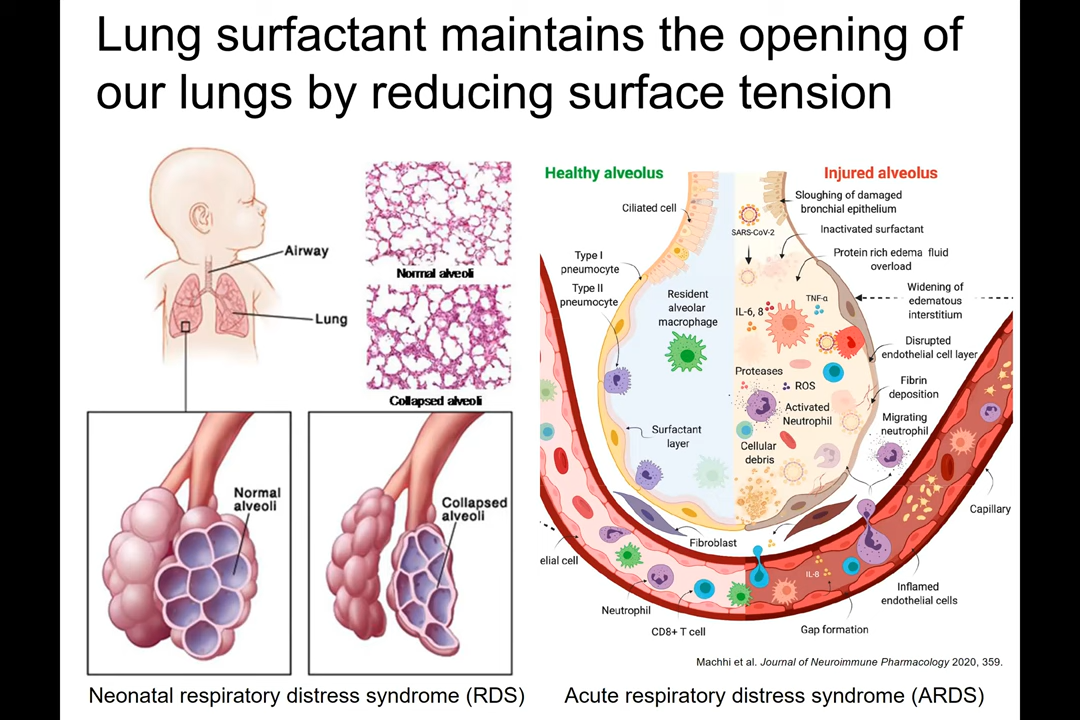 Lung surfactant maintains the opening of
our lungs by reducing surface tension
Airway
Lung
Normal alveoli
Collapsed alveoli
Normal
alveoli
Collapsed
alveoli
Neonatal respiratory distress syndrome (RDS)
Healthy alveolus
Injured alveolus
Ciliated cell
Type I
pneumocyte
Type II
pneumocyte
Resident
alveolar
macrophage
Surfactant
layer
Fibroblast
elial cell
Neutrophil
CD8+ T cell
SARS-CoV-2
Sloughing of damaged
bronchial epithelium
Inactivated surfactant
Protein rich edema fluid
overload
Widening of
edematous
interstitium
TNF-α
IL-6, 8
Disrupted
endothelial cell layer
Proteases
ROS
Fibrin
deposition
Activated
Neutrophil
Migrating
neutrophil
Cellular
debris
Capillary
IL-8
Inflamed
endothelial cells
Gap formation
Machhi et al. Journal of Neuroimmune Pharmacology 2020, 359.
Acute respiratory distress syndrome (ARDS)